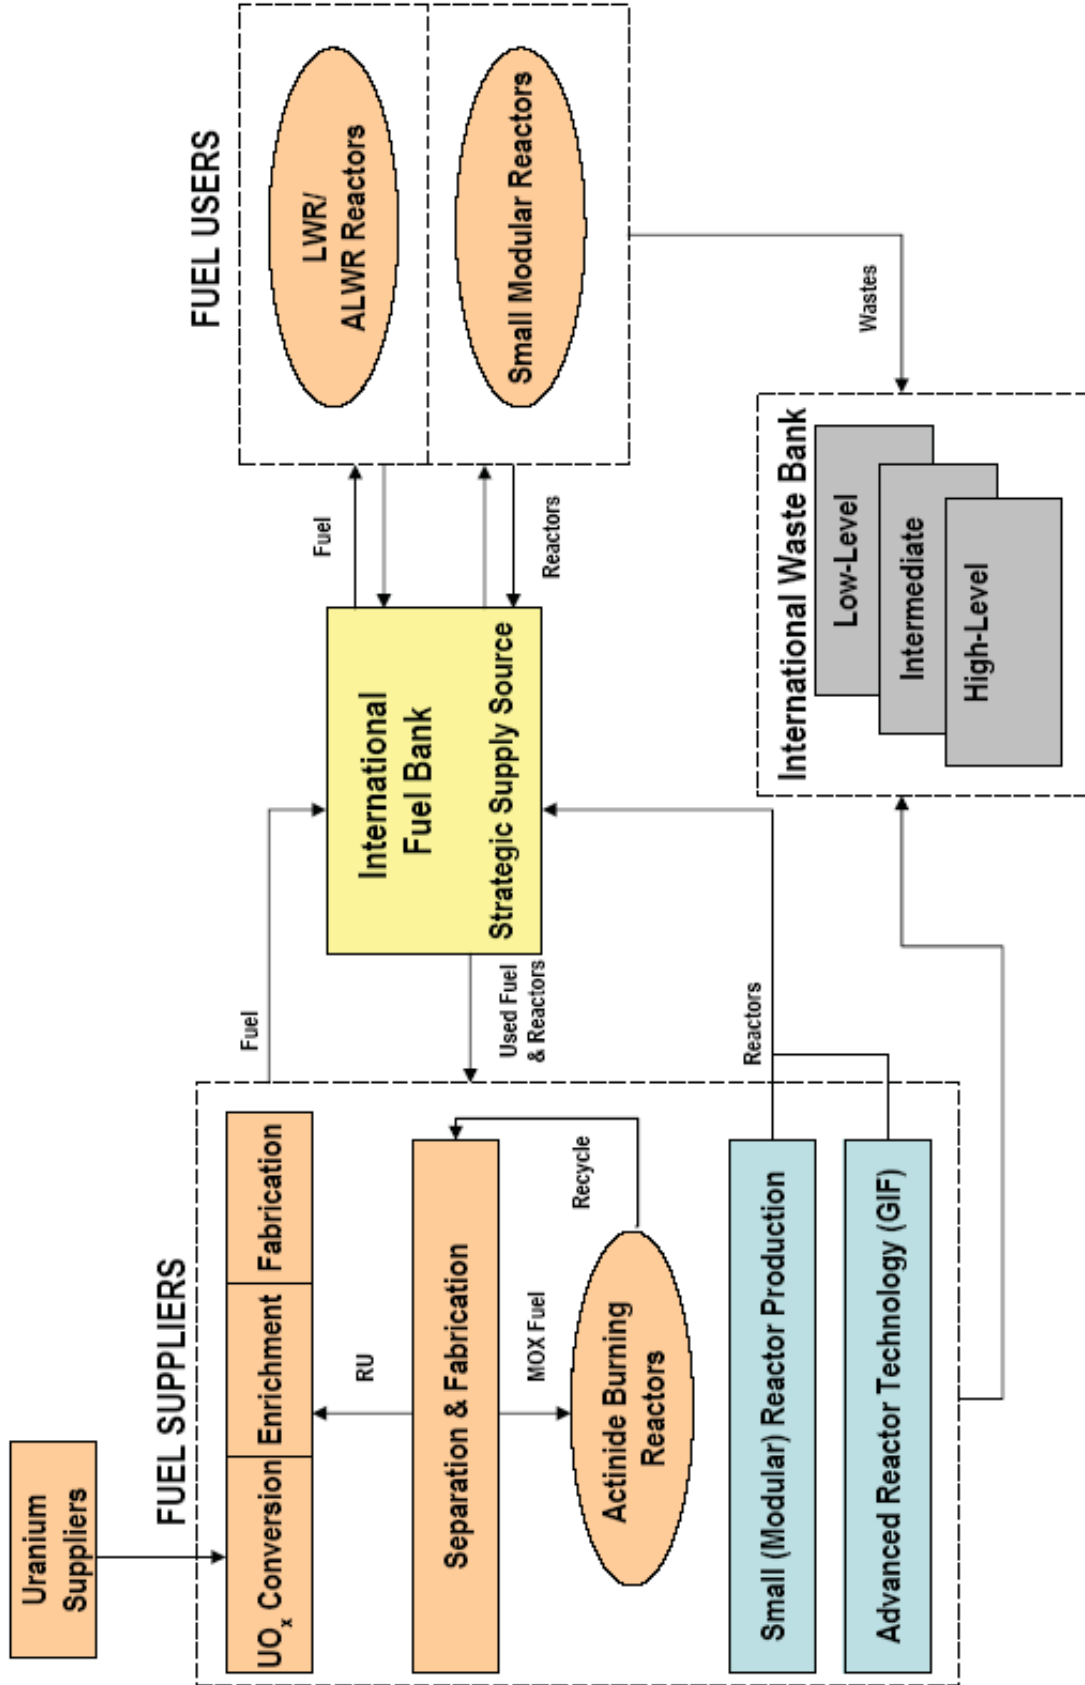 Uranium
Suppliers
FUEL SUPPLIERS
UOx Conversion
Enrichment
Fabrication
RU
Separation & Fabrication
MOX Fuel
Recycle
Actinide Burning
Reactors
Small (Modular) Reactor Production
Advanced Reactor Technology (GIF)
Fuel
Used Fuel
& Reactors
Reactors
International
Fuel Bank
Strategic Supply Source
Fuel
Reactors
FUEL USERS
LWR/
ALWR Reactors
Small Modular Reactors
Wastes
International Waste Bank
Low-Level
Intermediate
High-Level